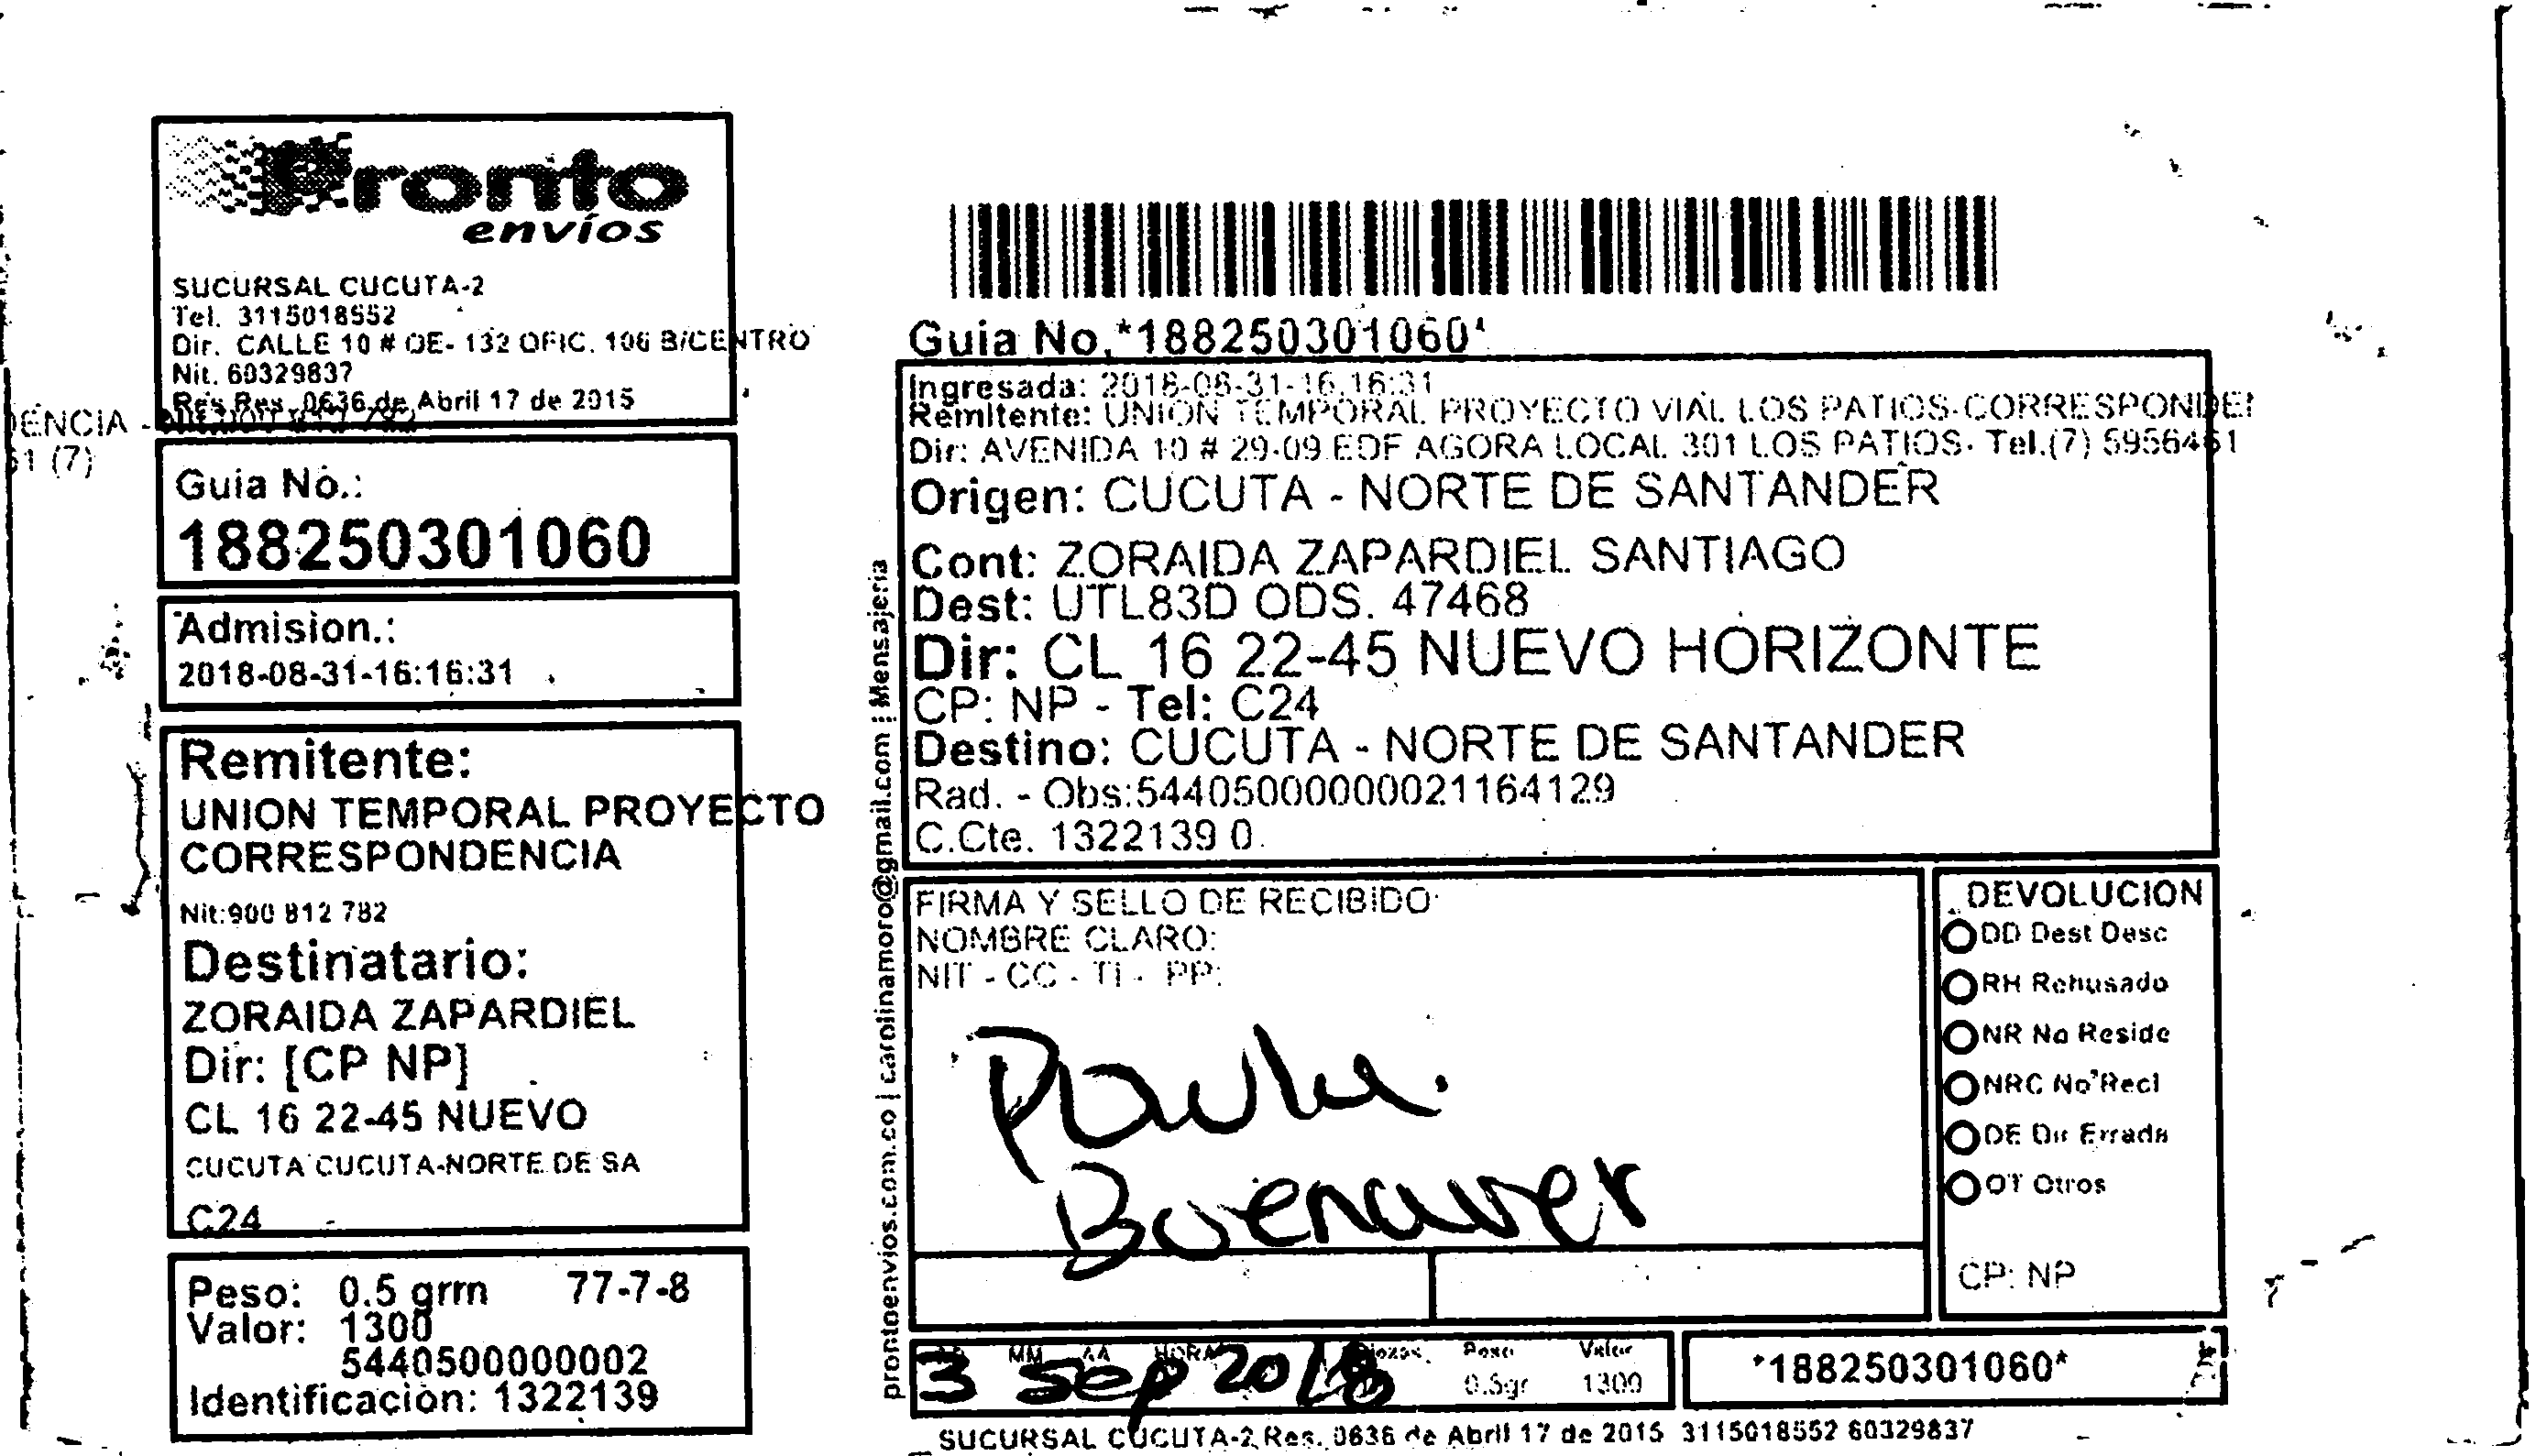 Pronto
envíos
SUCURSAL CUCUTA-2
Tel. 3115018552
Dir. CALLE 10 # OE- 132 OFIC. 106 B/CENTRO
Nit. 60329837
Res Res. 0636 de Abril 17 de 2015
DENCIA -
61 (7)
Guia No.:
188250301060
Admision.:
2018-08-31-16:16:31
Remitente:
UNION TEMPORAL PROYECTO
CORRESPONDENCIA
Nit:900 812 782
Destinatario:
ZORAIDA ZAPARDIEL
Dir: [CP NP]
CL 16 22-45 NUEVO
CUCUTA CUCUTA-NORTE DE SA
C24
Peso: 0.5 grm 77-7-8
Valor: 1300
5440500000002
Identificacion: 1322139
prontoenvios.com.co | carolinamoro@gmail.com | Mensajeria
Guia No.*188250301060*
Ingresada: 2018-08-31-16:16:31
Remitente: UNION TEMPORAL PROYECTO VIAL LOS PATIOS-CORRESPONDEN
Dir: AVENIDA 10 # 29-09 EDF AGORA LOCAL 301 LOS PATIOS- Tel.(7) 5956461
Origen: CUCUTA - NORTE DE SANTANDER
Cont: ZORAIDA ZAPARDIEL SANTIAGO
Dest: UTL83D ODS. 47468
Dir: CL 16 22-45 NUEVO HORIZONTE
CP: NP - Tel: C24
Destino: CUCUTA - NORTE DE SANTANDER
Rad. - Obs:5440500000021164129
C.Cte. 1322139 0
FIRMA Y SELLO DE RECIBIDO
NOMBRE CLARO:
NIT - CC - TI - PP:
Paula.
Buenaver
DEVOLUCION
DD Dest Desc
RH Rehusado
NR No Reside
NRC No Recl
DE Dir Errada
OT Otros
CP: NP
MM AA HORA Piezas Peso Valor
3 Sep 2018 0.5gr 1300
*188250301060*
SUCURSAL CUCUTA-2 Res. 0636 de Abril 17 de 2015 3115018552 60329837